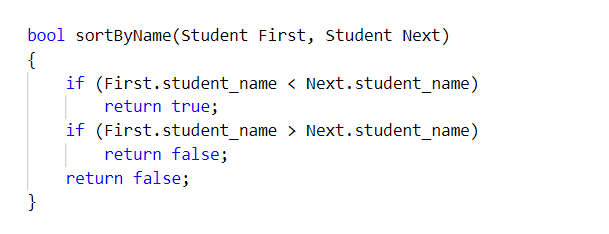 bool sortByName(Student First, Student Next)
{
    if (First.student_name < Next.student_name)
        return true;
    if (First.student_name > Next.student_name)
        return false;
    return false;
}